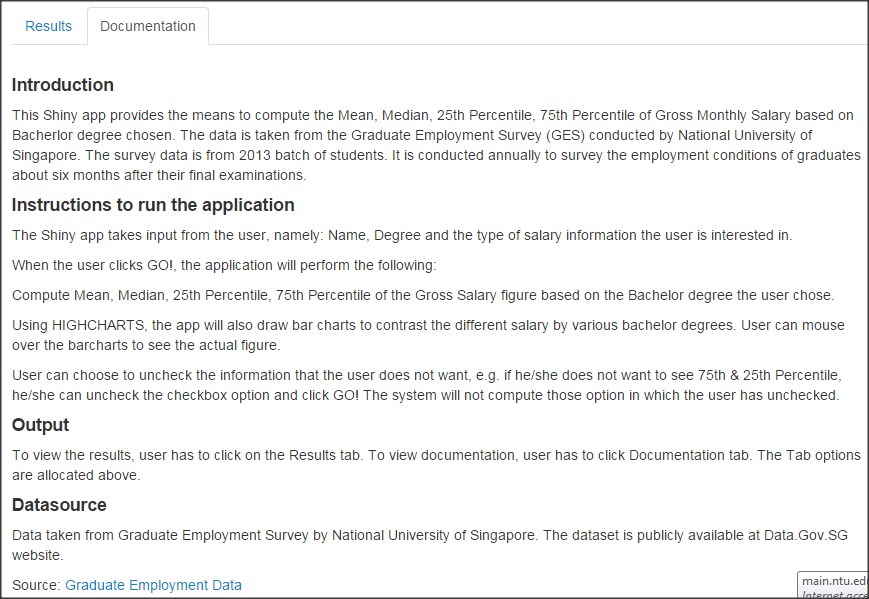 Results
Documentation
Introduction
This Shiny app provides the means to compute the Mean, Median, 25th Percentile, 75th Percentile of Gross Monthly Salary based on
Bacherlor degree chosen. The data is taken from the Graduate Employment Survey (GES) conducted by National University of
Singapore. The survey data is from 2013 batch of students. It is conducted annually to survey the employment conditions of graduates
about six months after their final examinations.
Instructions to run the application
The Shiny app takes input from the user, namely: Name, Degree and the type of salary information the user is interested in.
When the user clicks GO!, the application will perform the following:
Compute Mean, Median, 25th Percentile, 75th Percentile of the Gross Salary figure based on the Bachelor degree the user chose.
Using HIGHCHARTS, the app will also draw bar charts to contrast the different salary by various bachelor degrees. User can mouse
over the barcharts to see the actual figure.
User can choose to uncheck the information that the user does not want, e.g. if he/she does not want to see 75th & 25th Percentile,
he/she can uncheck the checkbox option and click GO! The system will not compute those option in which the user has unchecked.
Output
To view the results, user has to click on the Results tab. To view documentation, user has to click Documentation tab. The Tab options
are allocated above.
Datasource
Data taken from Graduate Employment Survey by National University of Singapore. The dataset is publicly available at Data.Gov.SG
website.
Source: Graduate Employment Data
main.ntu.ed
Internet acce